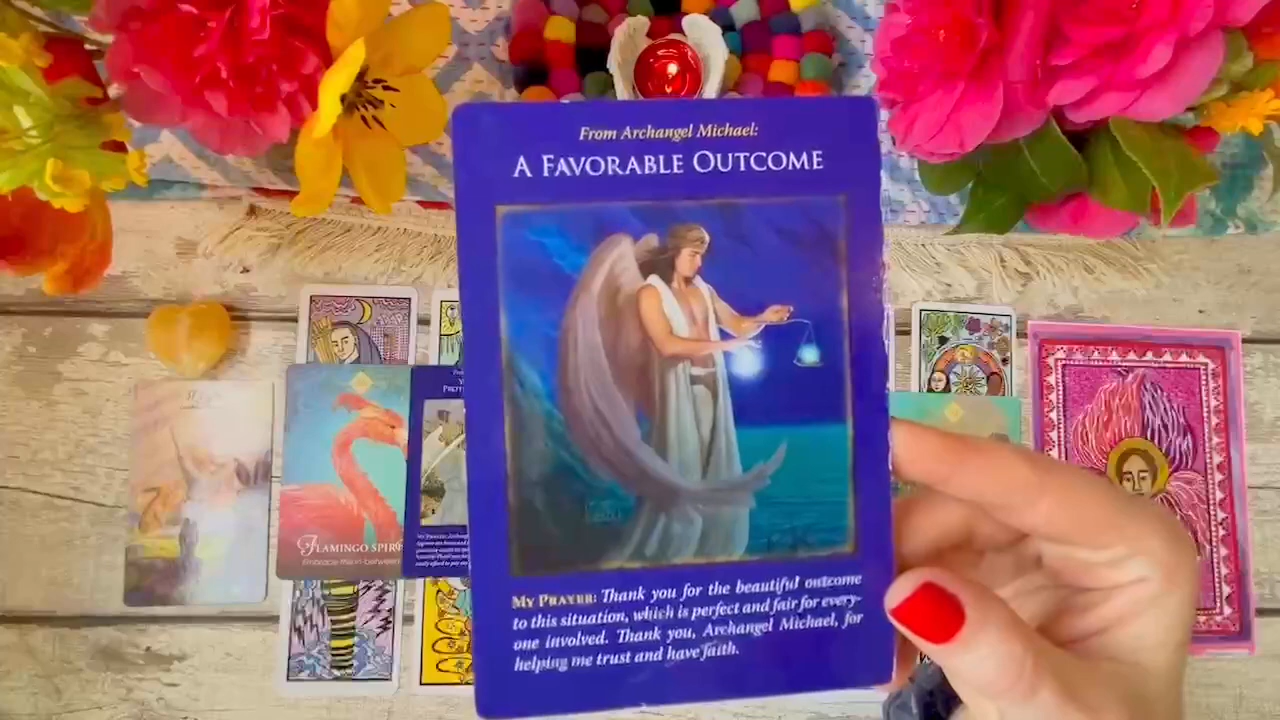 From Archangel Michael:
A FAVORABLE OUTCOME
MY PRAYER: Thank you for the beautiful outcome
to this situation, which is perfect and fair for every-
one involved. Thank you, Archangel Michael, for
helping me trust and have faith.
FLAMINGO SPIRI